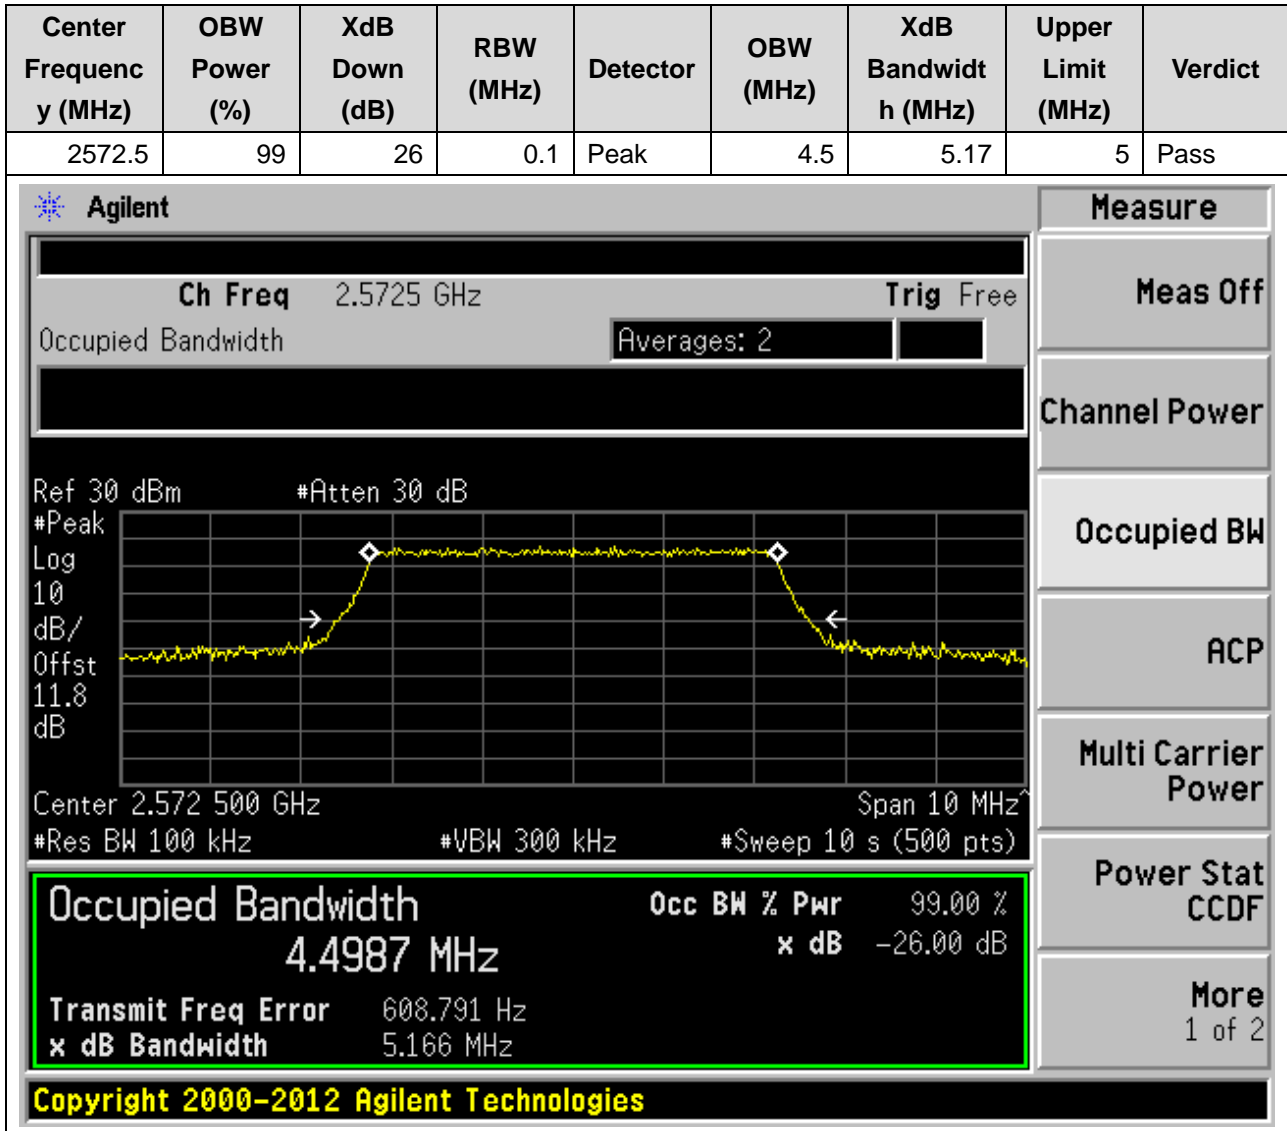 Center Frequenc y (MHz) OBW Power (%) XdB Down (dB) RBW (MHz) Detector OBW (MHz) XdB Bandwidt h (MHz) Upper Limit (MHz) Verdict
2572.5 99 26 0.1 Peak 4.5 5.17 5 Pass
Agilent
Measure
Ch Freq 2.5725 GHz Trig Free
Occupied Bandwidth
Averages: 2
Meas Off
Channel Power
Occupied BW
ACP
Multi Carrier
Power
Power Stat
CCDF
More
1 of 2
Ref 30 dBm #Atten 30 dB
#Peak
Log
10
dB/
Offst
11.8
dB
Center 2.572 500 GHz Span 10 MHz^
#Res BW 100 kHz #VBW 300 kHz #Sweep 10 s (500 pts)
Occupied Bandwidth
4.4987 MHz
Occ BW % Pwr 99.00 %
x dB -26.00 dB
Transmit Freq Error 608.791 Hz
x dB Bandwidth 5.166 MHz
Copyright 2000-2012 Agilent Technologies